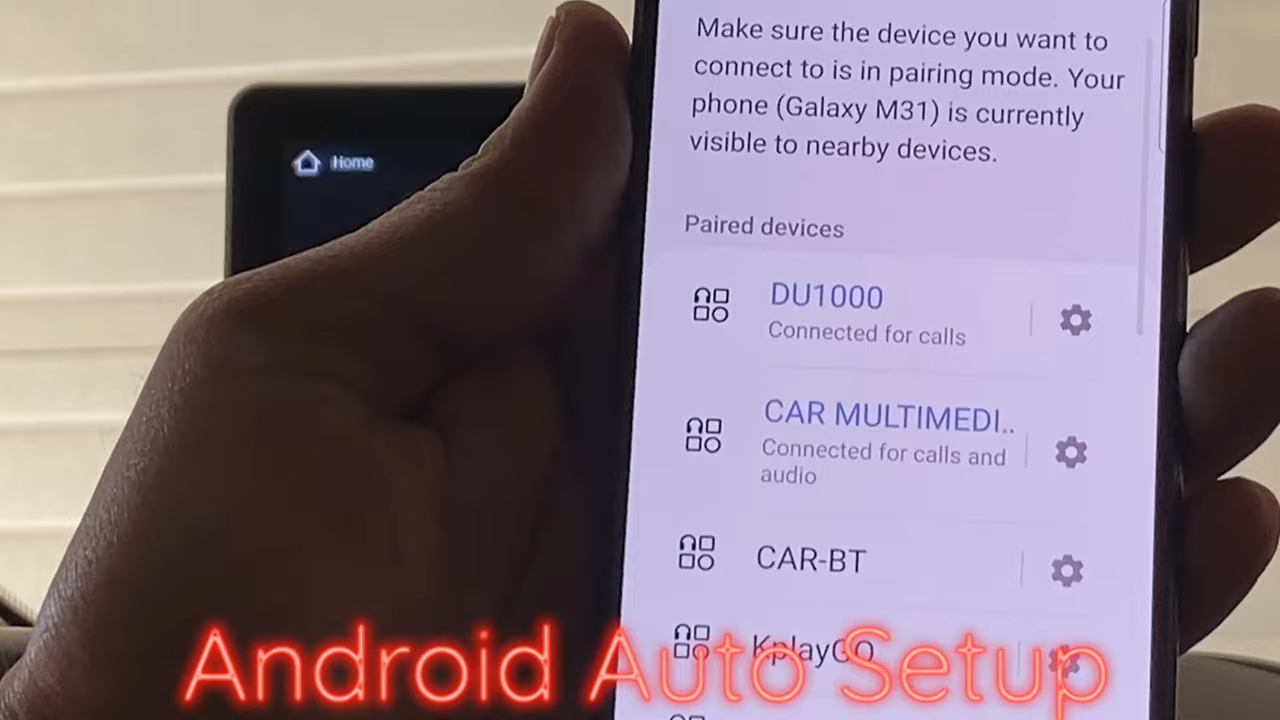 Make sure the device you want to
connect to is in pairing mode. Your
phone (Galaxy M31) is currently
visible to nearby devices.
Home
Paired devices
DU1000
Connected for calls
CAR MULTIMEDI..
Connected for calls and
audio
CAR-BT
KplayGO
Android Auto Setup